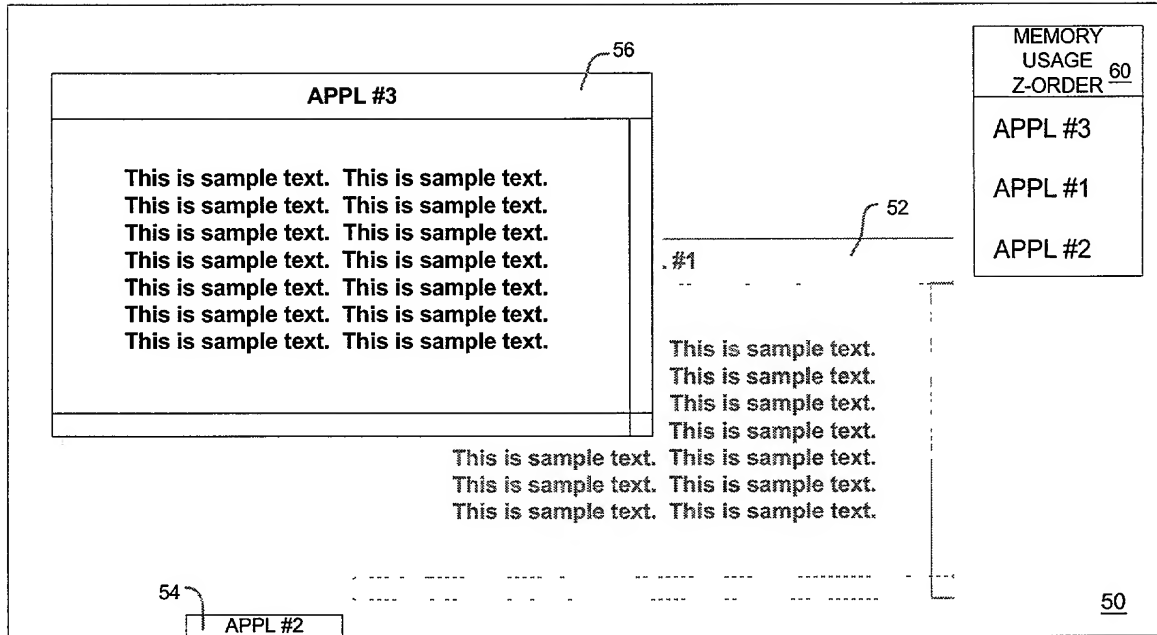 56
MEMORY
USAGE
Z-ORDER 60
APPL #3
APPL #3
APPL #1
APPL #2
This is sample text. This is sample text.
This is sample text. This is sample text.
This is sample text. This is sample text.
This is sample text. This is sample text.
This is sample text. This is sample text.
This is sample text. This is sample text.
This is sample text. This is sample text.
52
. #1
This is sample text.
This is sample text.
This is sample text.
This is sample text.
This is sample text. This is sample text.
This is sample text. This is sample text.
This is sample text. This is sample text.
54
APPL #2
50